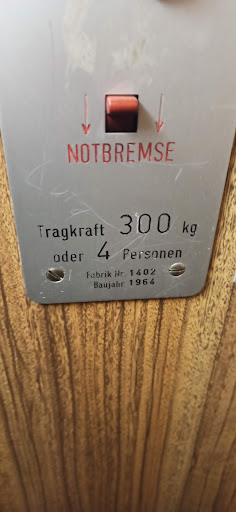 NOTBREMSE
Tragkraft 300 kg
oder 4 Personen
Fabrik Nr. 1402
Baujahr 1964